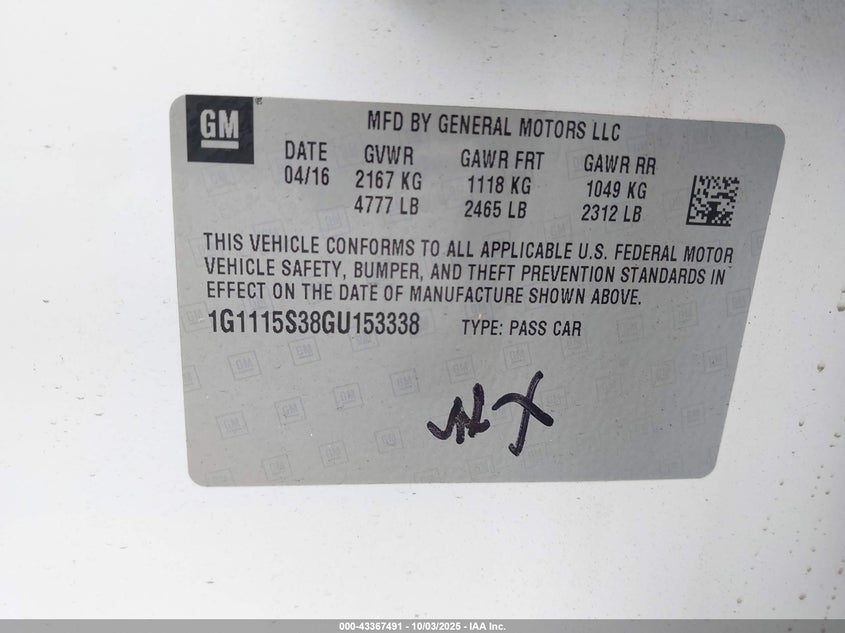 GM
MFD BY GENERAL MOTORS LLC
DATE GVWR GAWR FRT GAWR RR
04/16 2167 KG 1118 KG 1049 KG
4777 LB 2465 LB 2312 LB
THIS VEHICLE CONFORMS TO ALL APPLICABLE U.S. FEDERAL MOTOR
VEHICLE SAFETY, BUMPER, AND THEFT PREVENTION STANDARDS IN
EFFECT ON THE DATE OF MANUFACTURE SHOWN ABOVE.
1G1115S38GU153338 TYPE: PASS CAR
000-43367491 - 10/03/2025 - IAA Inc.